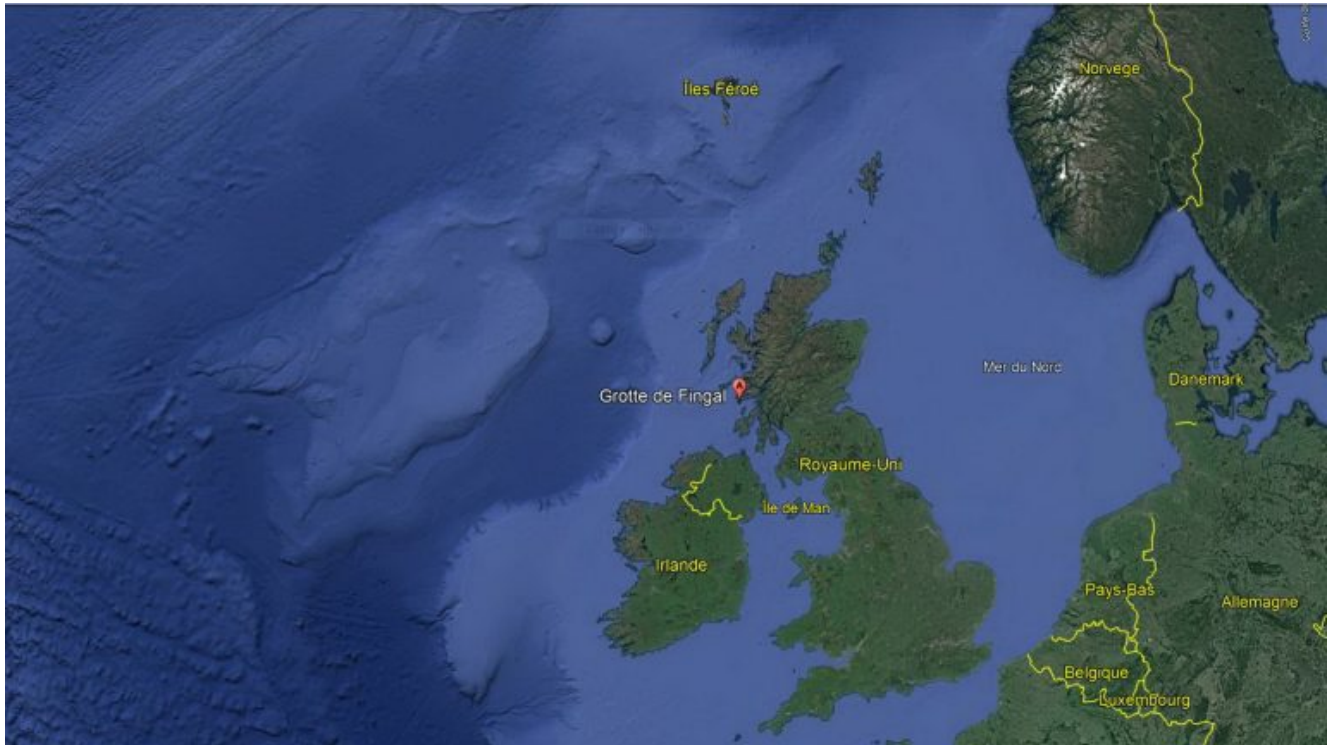 Îles Féroé
Norvège
Grotte de Fingal
A
Mer du Nord
Danemark
Royaume-Uni
Île de Man
Irlande
Pays-Bas
Allemagne
Belgique
Luxembourg